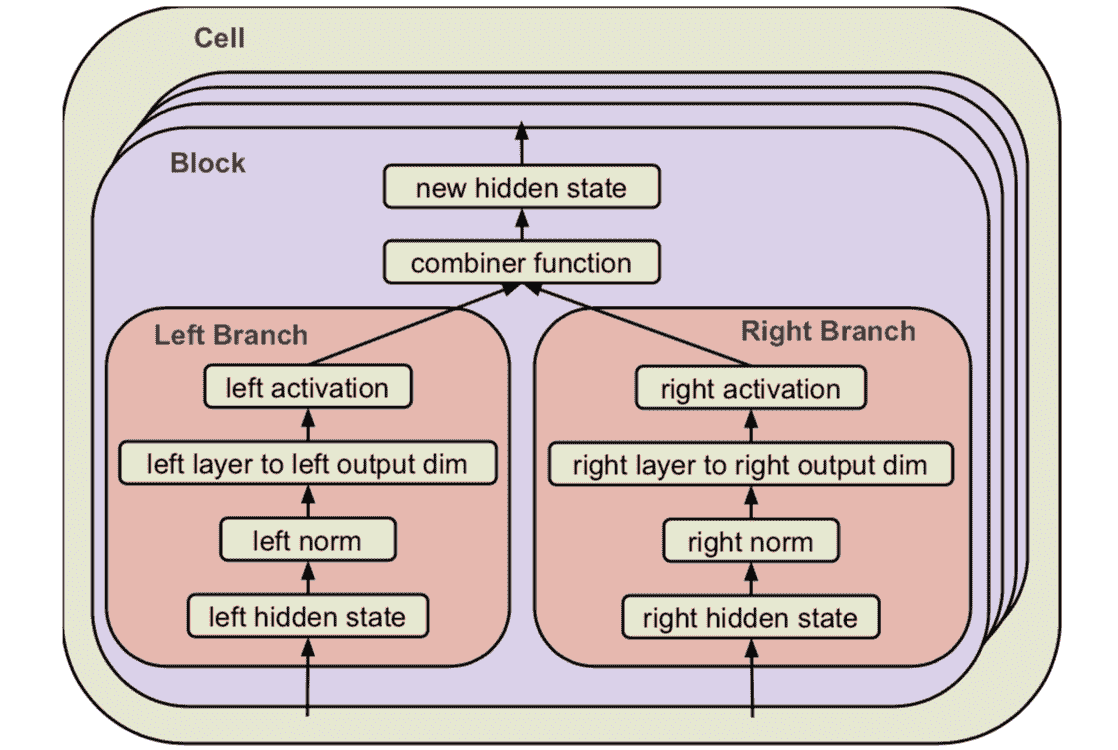 Cell
Block
new hidden state
combiner function
Left Branch
Right Branch
left activation
right activation
left layer to left output dim
right layer to right output dim
left norm
right norm
left hidden state
right hidden state